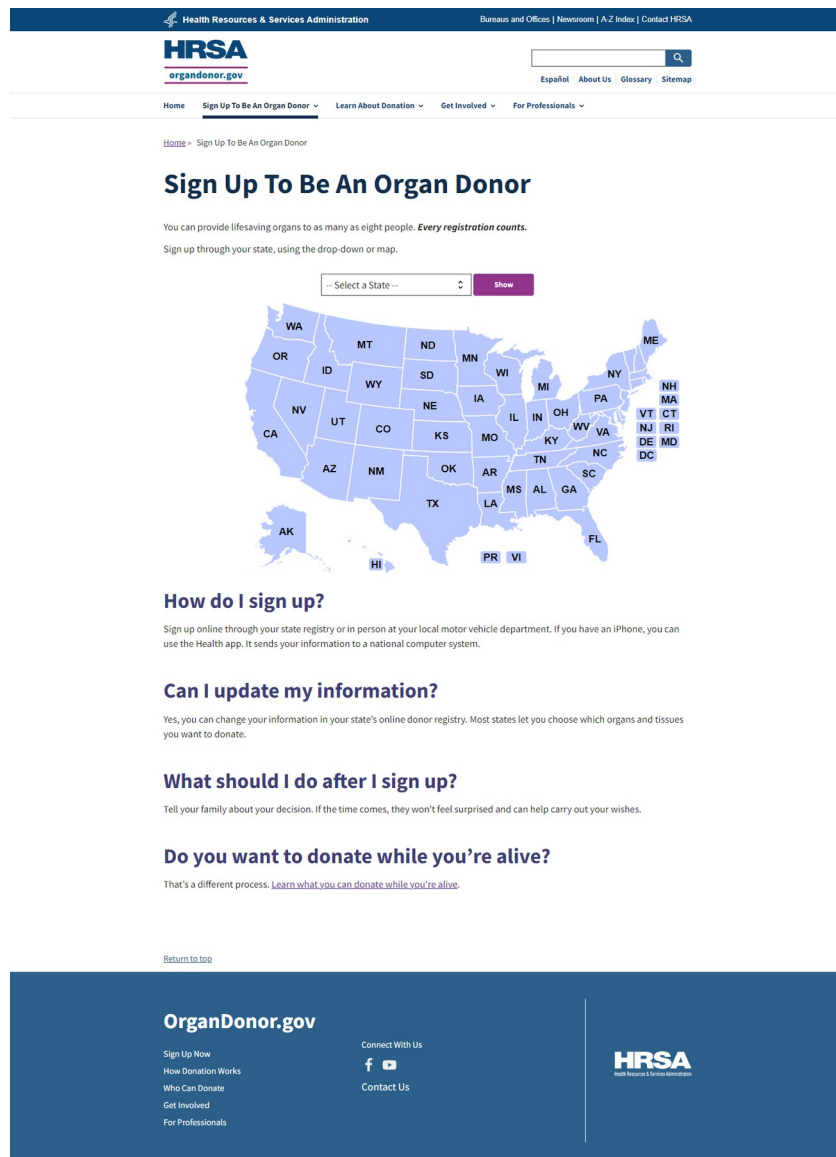 Health Resources & Services Administration
Bureaus and Offices | Newsroom | A-Z Index | Contact HRSA
HRSA
organdonor.gov
Español About Us Glossary Sitemap
Home Sign Up To Be An Organ Donor Learn About Donation Get Involved For Professionals
Home » Sign Up To Be An Organ Donor
Sign Up To Be An Organ Donor
You can provide lifesaving organs to as many as eight people. Every registration counts.
Sign up through your state, using the drop-down or map.
-- Select a State -- Show
WA
ME
MT ND
OR MN
ID WI NY
SD
WY MI NH
IA PA MA
NE
NV OH VT CT
UT IL IN
CO WV VA NJ RI
CA KS MO KY
DE MD
NC DC
TN
AZ NM OK AR SC
MS AL GA
TX LA
AK FL
HI PR VI
How do I sign up?
Sign up online through your state registry or in person at your local motor vehicle department. If you have an iPhone, you can
use the Health app. It sends your information to a national computer system.
Can I update my information?
Yes, you can change your information in your state's online donor registry. Most states let you choose which organs and tissues
you want to donate.
What should I do after I sign up?
Tell your family about your decision. If the time comes, they won't feel surprised and can help carry out your wishes.
Do you want to donate while you're alive?
That's a different process. Learn what you can donate while you're alive.
Return to top
OrganDonor.gov
Sign Up Now
How Donation Works
Who Can Donate
Get Involved
For Professionals
Connect With Us
Contact Us
HRSA
Health Resources & Services Administration